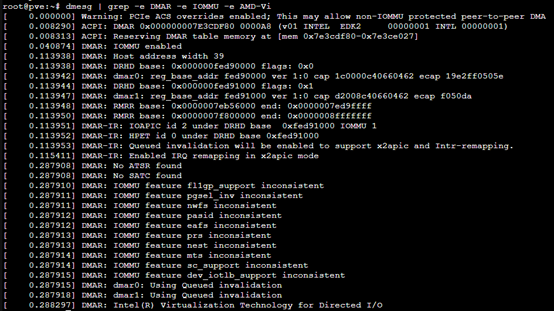 root@pve:~$ dmesg | grep -e DMAR -e IOMMU -e AMD-Vi
[    0.000000] Warning: PCIe ACS overrides enabled; This may allow non-IOMMU protected peer-to-peer DMA
[    0.008290] ACPI: DMAR 0x000000007E3CDF80 0000A8 (v01 INTEL  EDK2     00000001 INTL 00000001)
[    0.008313] ACPI: Reserving DMAR table memory at [mem 0x7e3cdf80-0x7e3ce027]
[    0.040874] DMAR: IOMMU enabled
[    0.113938] DMAR: Host address width 39
[    0.113938] DMAR: DRHD base: 0x000000fed90000 flags: 0x0
[    0.113942] DMAR: dmar0: reg_base_addr fed90000 ver 1:0 cap 1c0000c40660462 ecap 19e2ff0505e
[    0.113944] DMAR: DRHD base: 0x000000fed91000 flags: 0x1
[    0.113947] DMAR: dmar1: reg_base_addr fed91000 ver 1:0 cap d2008c40660462 ecap f050da
[    0.113948] DMAR: RMRR base: 0x0000007eb56000 end: 0x0000007ed9ffff
[    0.113950] DMAR: RMRR base: 0x0000007f800000 end: 0x0000008fffffff
[    0.113951] DMAR-IR: IOAPIC id 2 under DRHD base  0xfed91000 IOMMU 1
[    0.113952] DMAR-IR: HPET id 0 under DRHD base 0xfed91000
[    0.113953] DMAR-IR: Queued invalidation will be enabled to support x2apic and Intr-remapping.
[    0.115411] DMAR-IR: Enabled IRQ remapping in x2apic mode
[    0.287908] DMAR: No ATSR found
[    0.287908] DMAR: No SATC found
[    0.287910] DMAR: IOMMU feature fl1gp_support inconsistent
[    0.287911] DMAR: IOMMU feature pgsel_inv inconsistent
[    0.287911] DMAR: IOMMU feature nwfs inconsistent
[    0.287912] DMAR: IOMMU feature pasid inconsistent
[    0.287912] DMAR: IOMMU feature eafs inconsistent
[    0.287913] DMAR: IOMMU feature prs inconsistent
[    0.287913] DMAR: IOMMU feature nest inconsistent
[    0.287914] DMAR: IOMMU feature mts inconsistent
[    0.287914] DMAR: IOMMU feature sc_support inconsistent
[    0.287915] DMAR: IOMMU feature dev_iotlb_support inconsistent
[    0.287915] DMAR: dmar0: Using Queued invalidation
[    0.287918] DMAR: dmar1: Using Queued invalidation
[    0.288297] DMAR: Intel(R) Virtualization Technology for Directed I/O